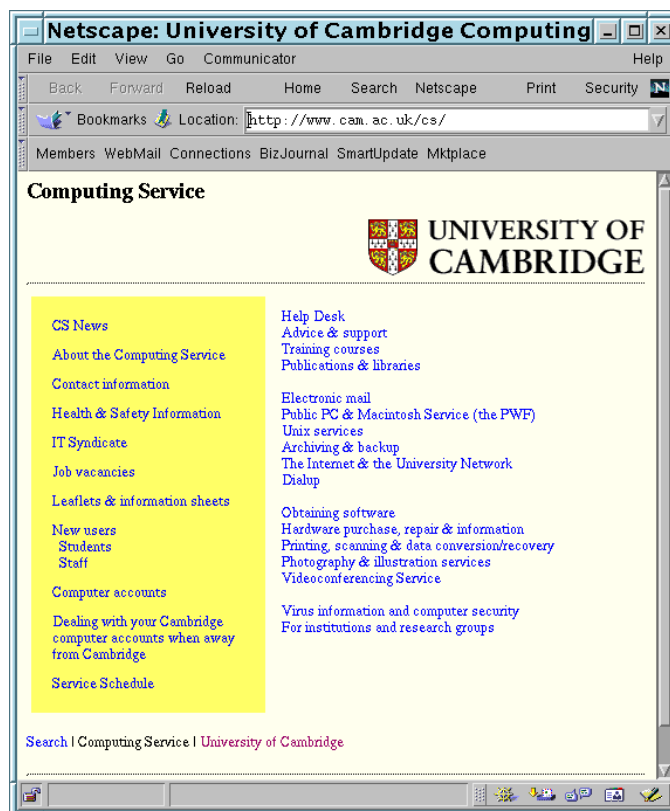 Netscape: University of Cambridge Computing
File Edit View Go Communicator Help
Back Forward Reload Home Search Netscape Print Security N
Bookmarks Location: http://www.cam.ac.uk/cs/
Members WebMail Connections BizJournal SmartUpdate Mktplace
Computing Service
UNIVERSITY OF
CAMBRIDGE
CS News
About the Computing Service
Contact information
Health & Safety Information
IT Syndicate
Job vacancies
Leaflets & information sheets
New users
Students
Staff
Computer accounts
Dealing with your Cambridge
computer accounts when away
from Cambridge
Service Schedule
Help Desk
Advice & support
Training courses
Publications & libraries
Electronic mail
Public PC & Macintosh Service (the PWF)
Unix services
Archiving & backup
The Internet & the University Network
Dialup
Obtaining software
Hardware purchase, repair & information
Printing, scanning & data conversion/recovery
Photography & illustration services
Videoconferencing Service
Virus information and computer security
For institutions and research groups
Search | Computing Service | University of Cambridge